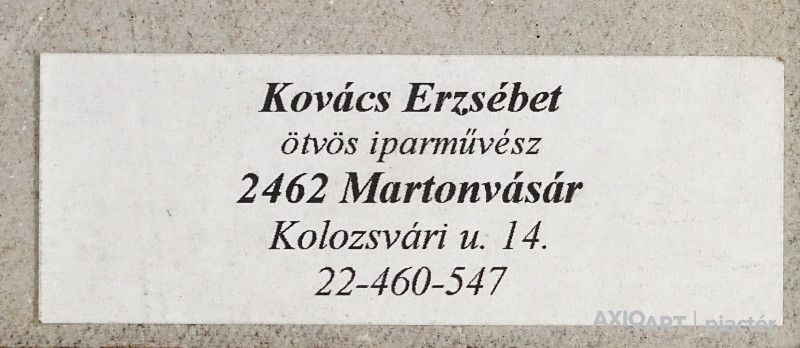 Kovács Erzsébet
ötvös iparművész
2462 Martonvásár
Kolozsvári u. 14.
22-460-547
AXIOART | piactér